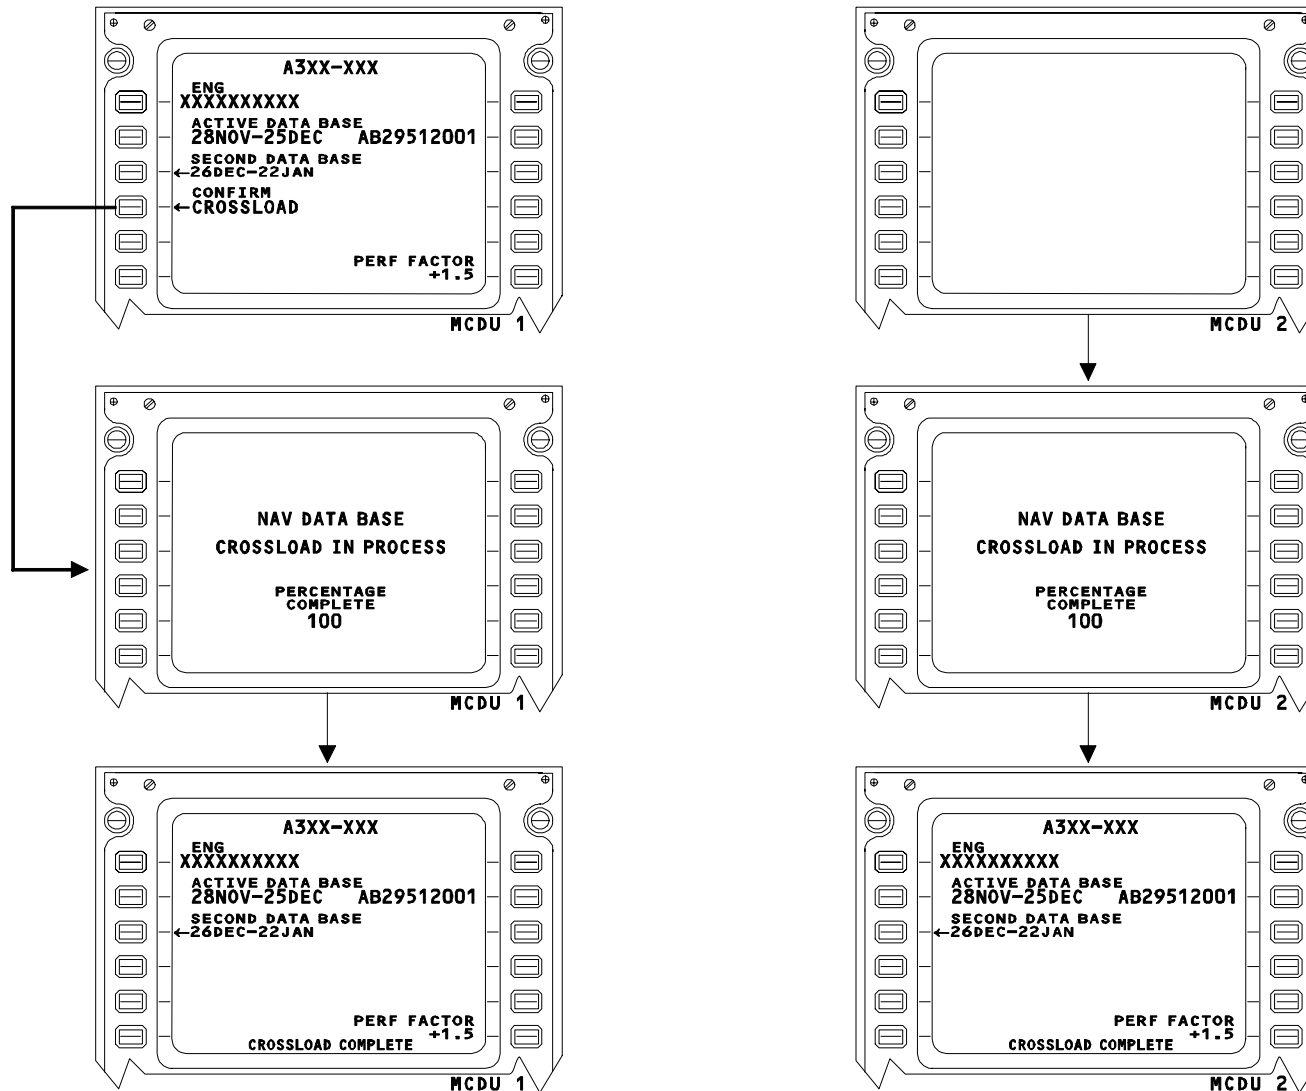 A3XX-XXX
ENG
XXXXXXXXXX
ACTIVE DATA BASE
28NOV-25DEC AB29512001
SECOND DATA BASE
←26DEC-22JAN
CONFIRM
←CROSSLOAD
PERF FACTOR
+1.5
MCDU 1
MCDU 2
NAV DATA BASE
CROSSLOAD IN PROCESS
PERCENTAGE
COMPLETE
100
MCDU 1
NAV DATA BASE
CROSSLOAD IN PROCESS
PERCENTAGE
COMPLETE
100
MCDU 2
A3XX-XXX
ENG
XXXXXXXXXX
ACTIVE DATA BASE
28NOV-25DEC AB29512001
SECOND DATA BASE
←26DEC-22JAN
PERF FACTOR
+1.5
CROSSLOAD COMPLETE
MCDU 1
A3XX-XXX
ENG
XXXXXXXXXX
ACTIVE DATA BASE
28NOV-25DEC AB29512001
SECOND DATA BASE
←26DEC-22JAN
PERF FACTOR
+1.5
CROSSLOAD COMPLETE
MCDU 2